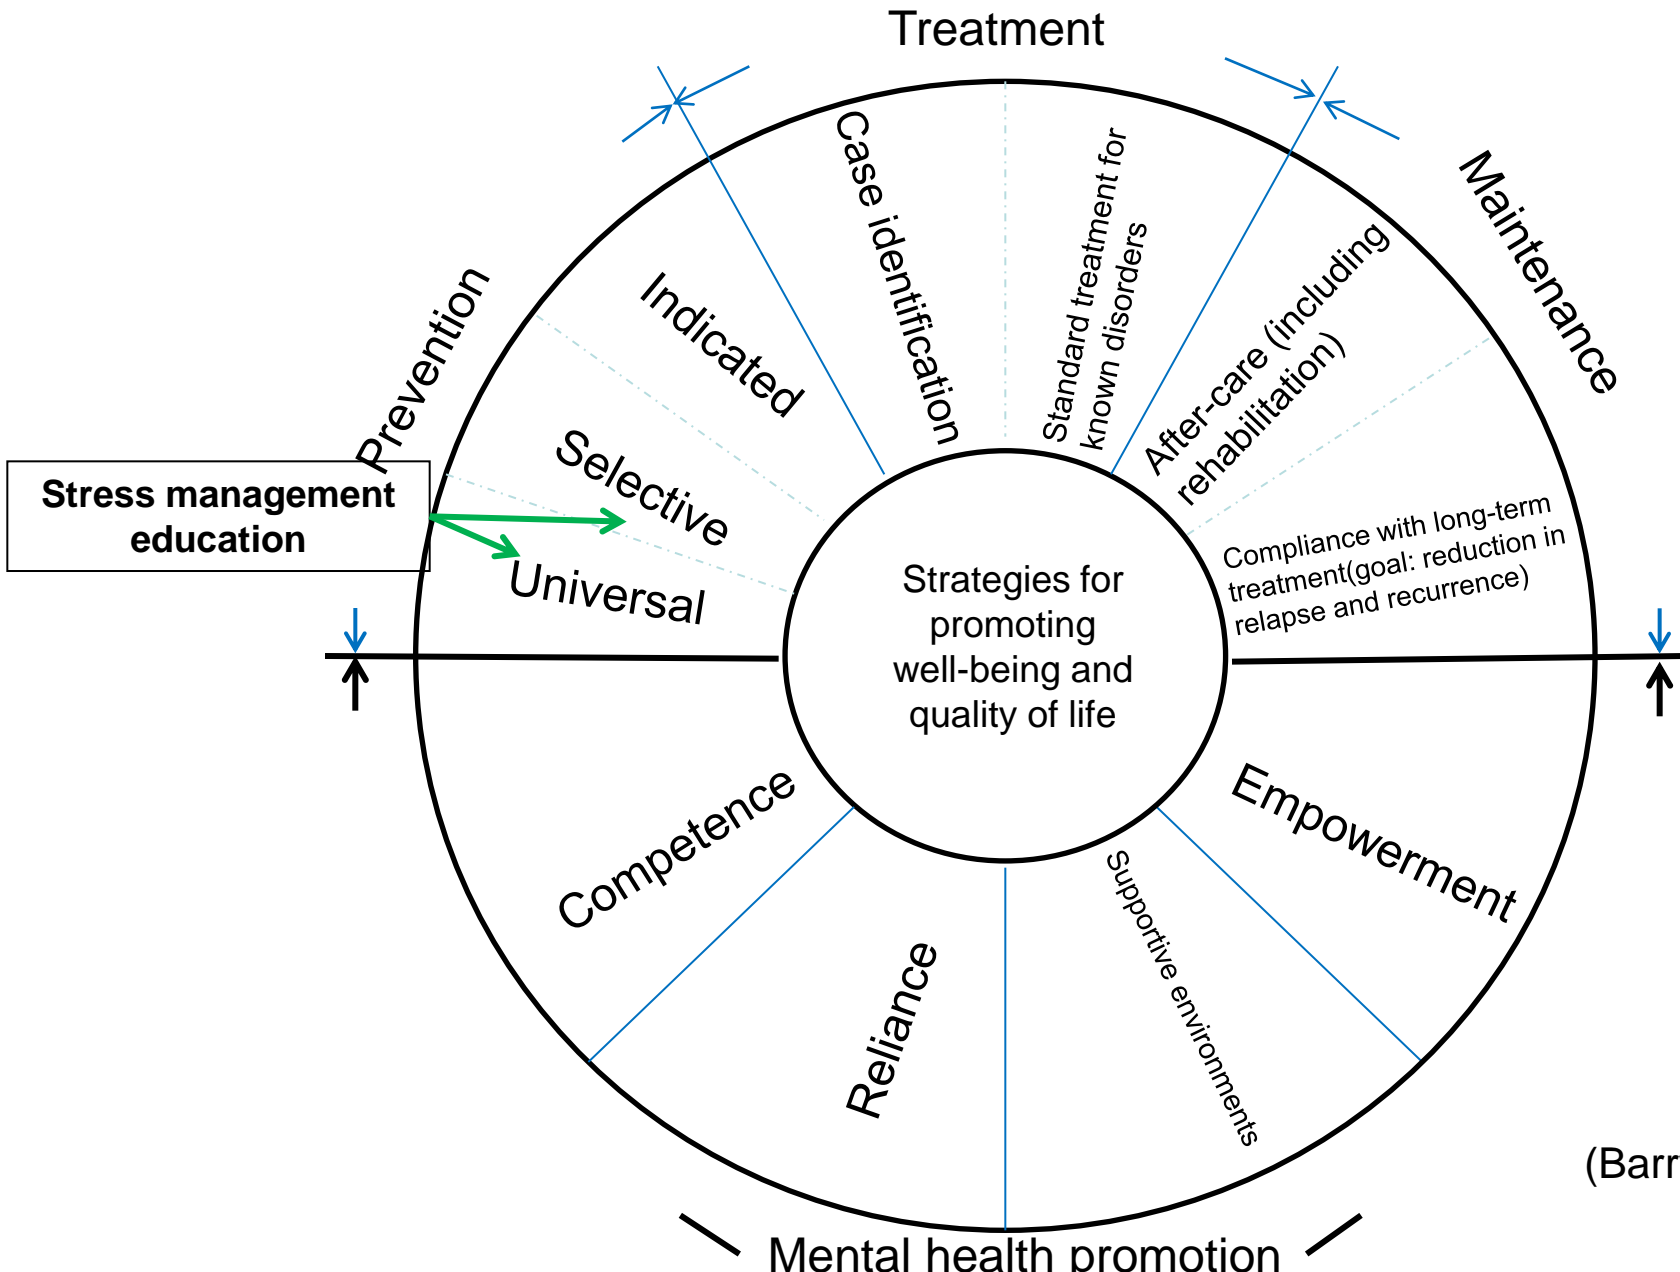 Treatment
Maintenance
Prevention
Case identification
Standard treatment for
known disorders
After-care (including
rehabilitation)
Compliance with long-term
treatment(goal: reduction in
relapse and recurrence)
Indicated
Selective
Universal
Stress management
education
Strategies for
promoting
well-being and
quality of life
Competence
Reliance
Supportive environments
Empowerment
(Barr
Mental health promotion